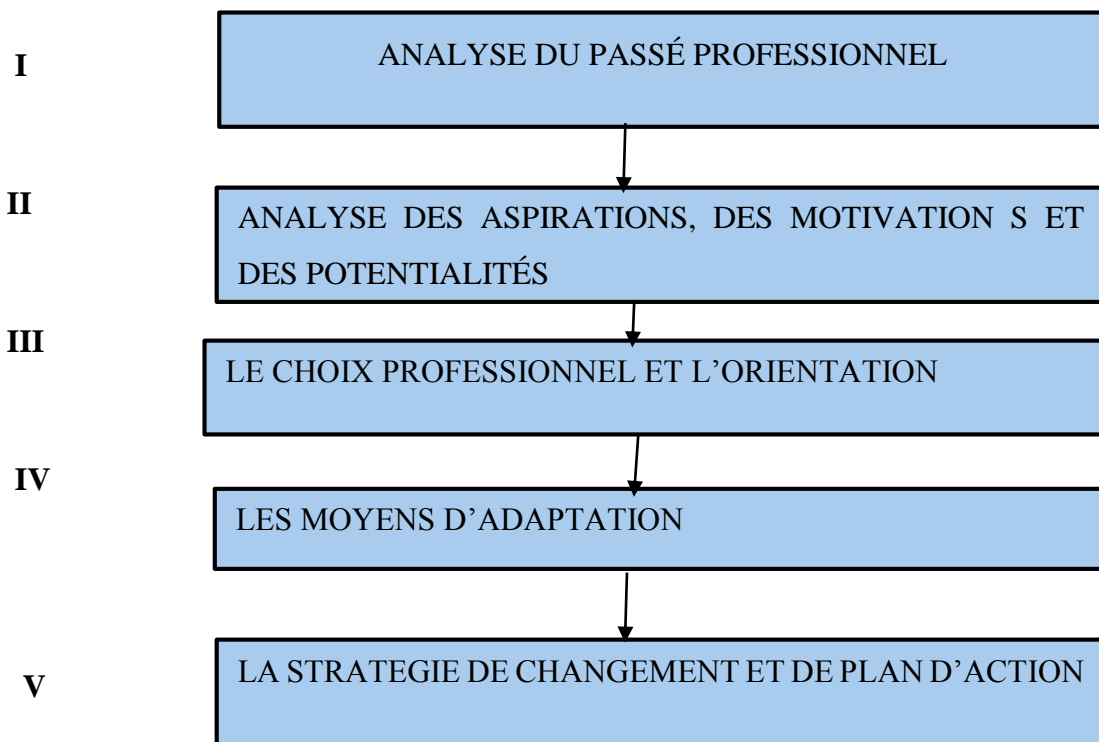 I
ANALYSE DU PASSÉ PROFESSIONNEL
II
ANALYSE DES ASPIRATIONS, DES MOTIVATION S ET
DES POTENTIALITÉS
III
LE CHOIX PROFESSIONNEL ET L’ORIENTATION
IV
LES MOYENS D’ADAPTATION
V
LA STRATEGIE DE CHANGEMENT ET DE PLAN D’ACTION